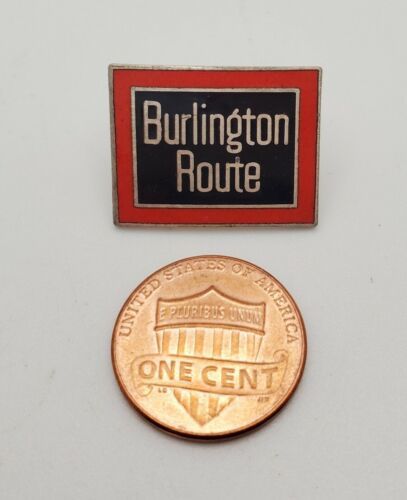 Burlington
Route
UNITED STATES OF AMERICA
E PLURIBUS UNUM
ONE CENT